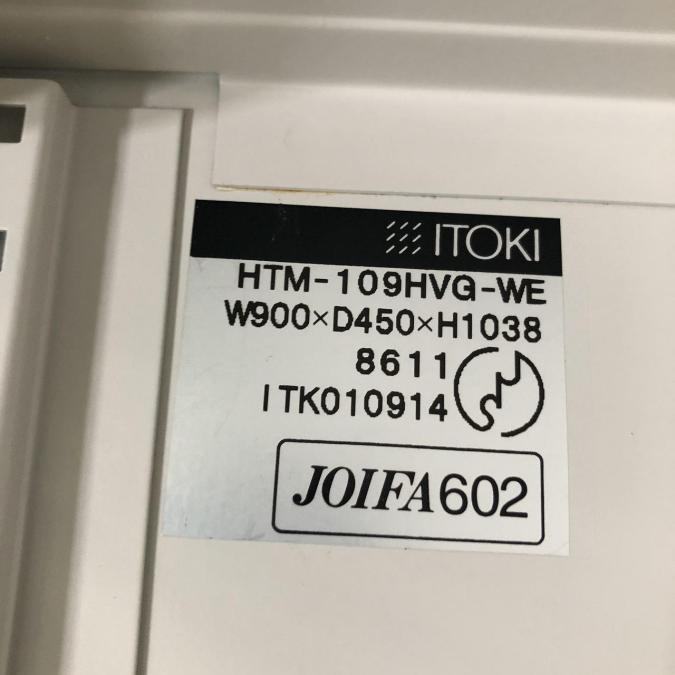 ITOKI
HTM-109HVG-WE
W900×D450×H1038
8611
ITK010914
JOIFA602